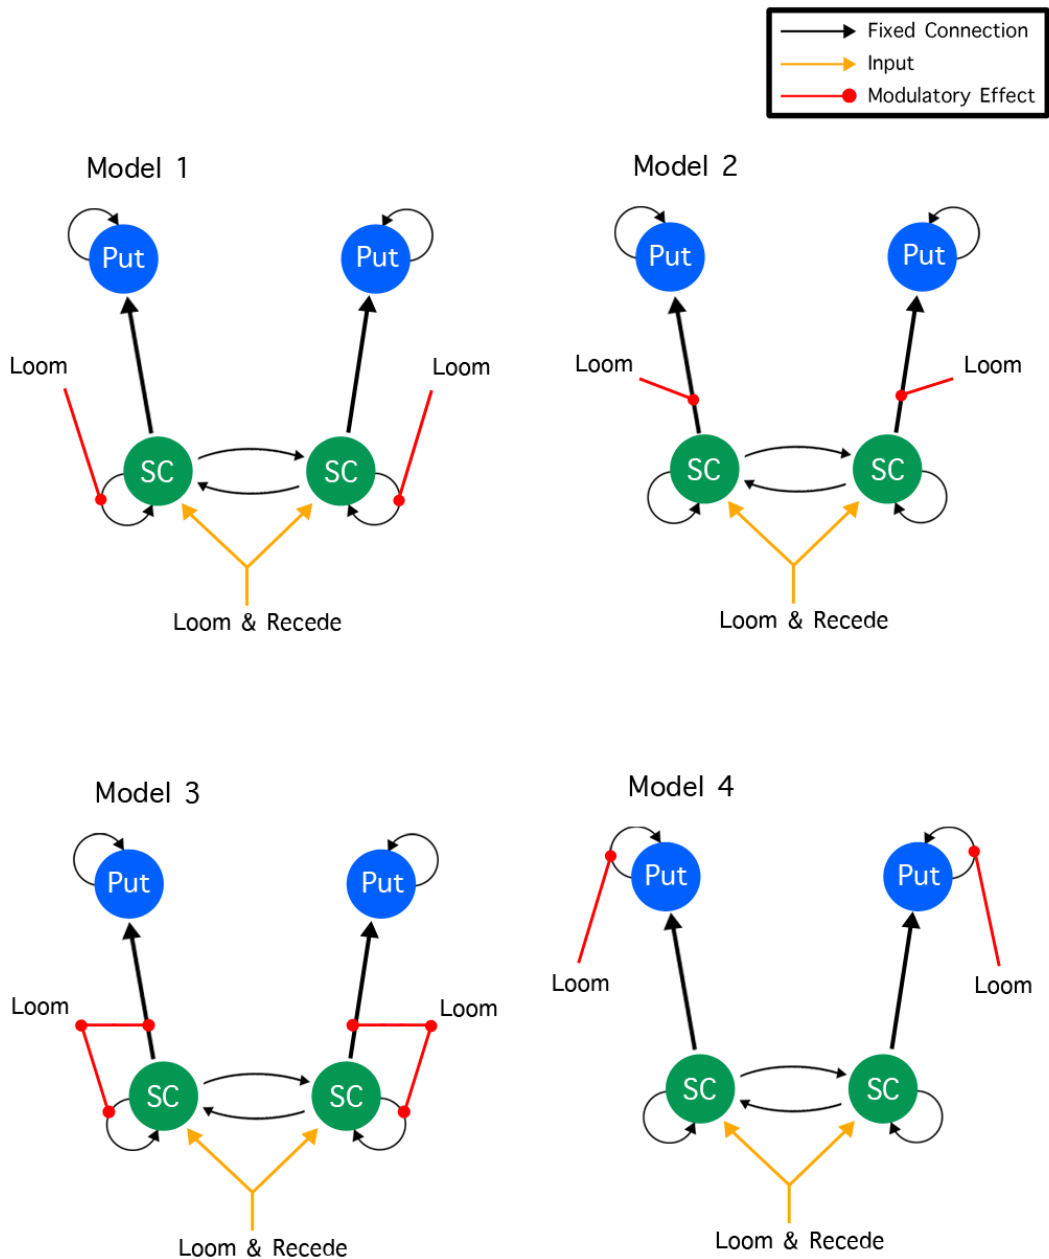 Fixed Connection
Input
Modulatory Effect
Model 1
Put
Put
Loom
Loom
SC
SC
Loom & Recede
Model 2
Put
Put
Loom
Loom
SC
SC
Loom & Recede
Model 3
Put
Put
Loom
Loom
SC
SC
Loom & Recede
Model 4
Put
Put
Loom
Loom
SC
SC
Loom & Recede